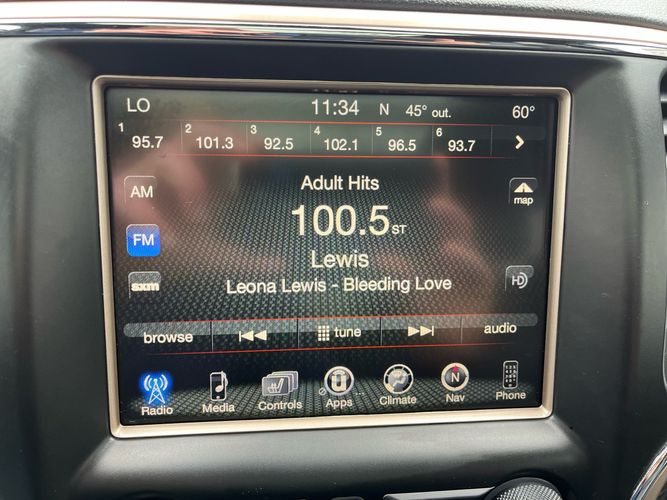 LO 11:34 N 45° out. 60°
1 95.7 2 101.3 3 92.5 4 102.1 5 96.5 6 93.7
Adult Hits
AM
map
100.5 ST
FM
Lewis
Leona Lewis - Bleeding Love
sxm
HD
browse tune audio
Radio Media Controls Apps Climate Nav Phone